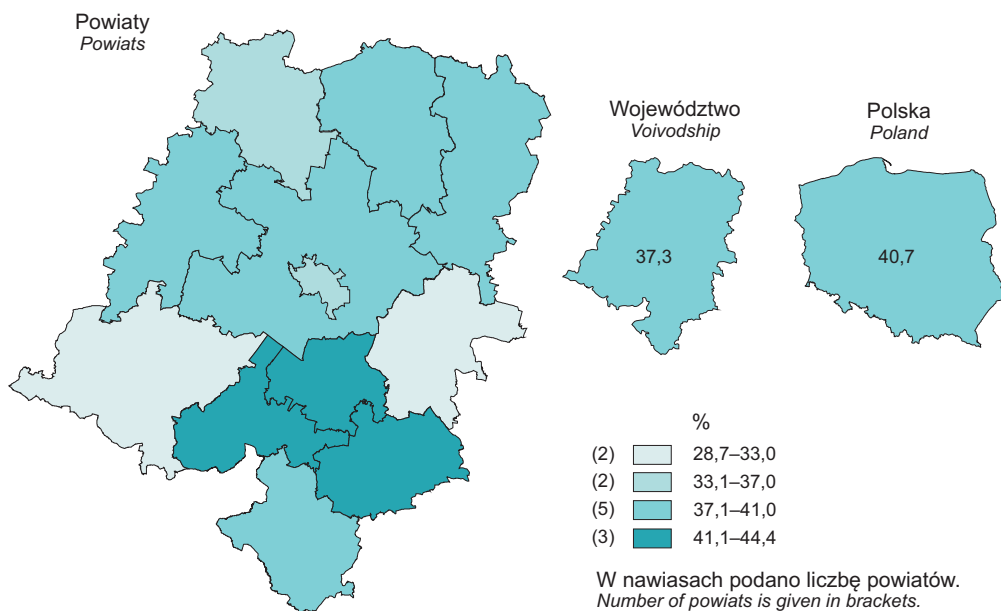 Powiaty
Powiats
Województwo
Voivodship
Polska
Poland
37,3
40,7
%
(2) 28,7–33,0
(2) 33,1–37,0
(5) 37,1–41,0
(3) 41,1–44,4
W nawiasach podano liczbę powiatów.
Number of powiats is given in brackets.